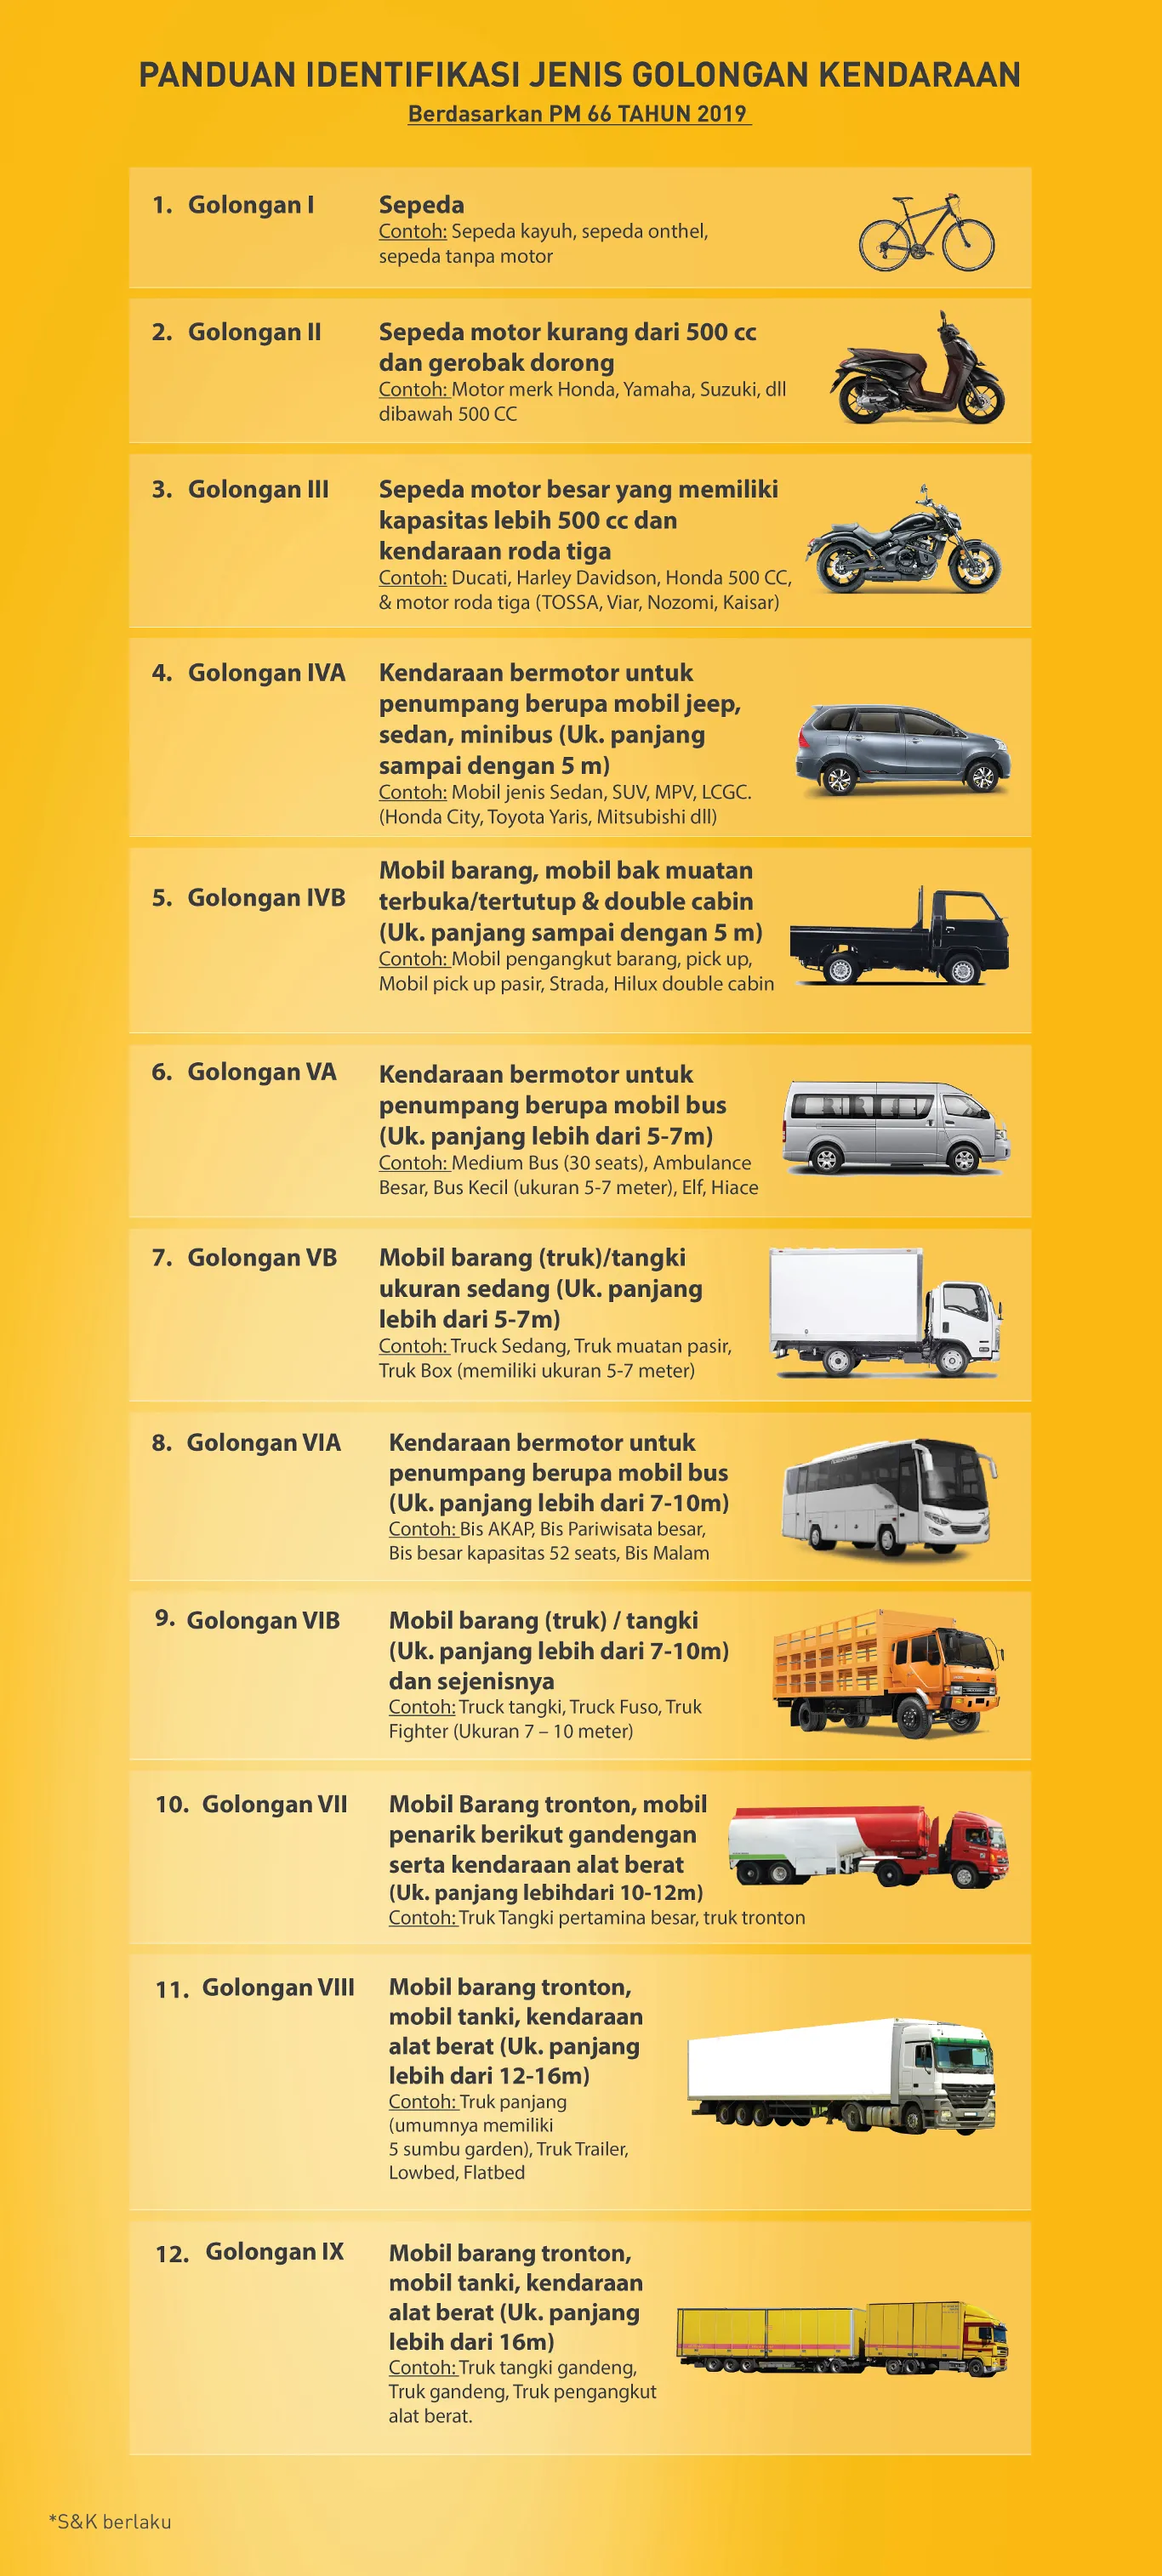 PANDUAN IDENTIFIKASI JENIS GOLONGAN KENDARAAN
Berdasarkan PM 66 TAHUN 2019
1. Golongan I
Sepeda
Contoh: Sepeda kayuh, sepeda onthel,
sepeda tanpa motor
2. Golongan II
Sepeda motor kurang dari 500 cc
dan gerobak dorong
Contoh: Motor merk Honda, Yamaha, Suzuki, dll
dibawah 500 CC
3. Golongan III
Sepeda motor besar yang memiliki
kapasitas lebih 500 cc dan
kendaraan roda tiga
Contoh: Ducati, Harley Davidson, Honda 500 CC,
& motor roda tiga (TOSSA, Viar, Nozomi, Kaisar)
4. Golongan IVA
Kendaraan bermotor untuk
penumpang berupa mobil jeep,
sedan, minibus (Uk. panjang
sampai dengan 5 m)
Contoh: Mobil jenis Sedan, SUV, MPV, LCGC.
(Honda City, Toyota Yaris, Mitsubishi dll)
5. Golongan IVB
Mobil barang, mobil bak muatan
terbuka/tertutup & double cabin
(Uk. panjang sampai dengan 5 m)
Contoh: Mobil pengangkut barang, pick up,
Mobil pick up pasir, Strada, Hilux double cabin
6. Golongan VA
Kendaraan bermotor untuk
penumpang berupa mobil bus
(Uk. panjang lebih dari 5-7m)
Contoh: Medium Bus (30 seats), Ambulance
Besar, Bus Kecil (ukuran 5-7 meter), Elf, Hiace
7. Golongan VB
Mobil barang (truk)/tangki
ukuran sedang (Uk. panjang
lebih dari 5-7m)
Contoh: Truck Sedang, Truk muatan pasir,
Truk Box (memiliki ukuran 5-7 meter)
8. Golongan VIA
Kendaraan bermotor untuk
penumpang berupa mobil bus
(Uk. panjang lebih dari 7-10m)
Contoh: Bis AKAP, Bis Pariwisata besar,
Bis besar kapasitas 52 seats, Bis Malam
9. Golongan VIB
Mobil barang (truk) / tangki
(Uk. panjang lebih dari 7-10m)
dan sejenisnya
Contoh: Truck tangki, Truck Fuso, Truk
Fighter (Ukuran 7 – 10 meter)
10. Golongan VII
Mobil Barang tronton, mobil
penarik berikut gandengan
serta kendaraan alat berat
(Uk. panjang lebihdari 10-12m)
Contoh: Truk Tangki pertamina besar, truk tronton
11. Golongan VIII
Mobil barang tronton,
mobil tanki, kendaraan
alat berat (Uk. panjang
lebih dari 12-16m)
Contoh: Truk panjang
(umumnya memiliki
5 sumbu garden), Truk Trailer,
Lowbed, Flatbed
12. Golongan IX
Mobil barang tronton,
mobil tanki, kendaraan
alat berat (Uk. panjang
lebih dari 16m)
Contoh: Truk tangki gandeng,
Truk gandeng, Truk pengangkut
alat berat.
*S&K berlaku